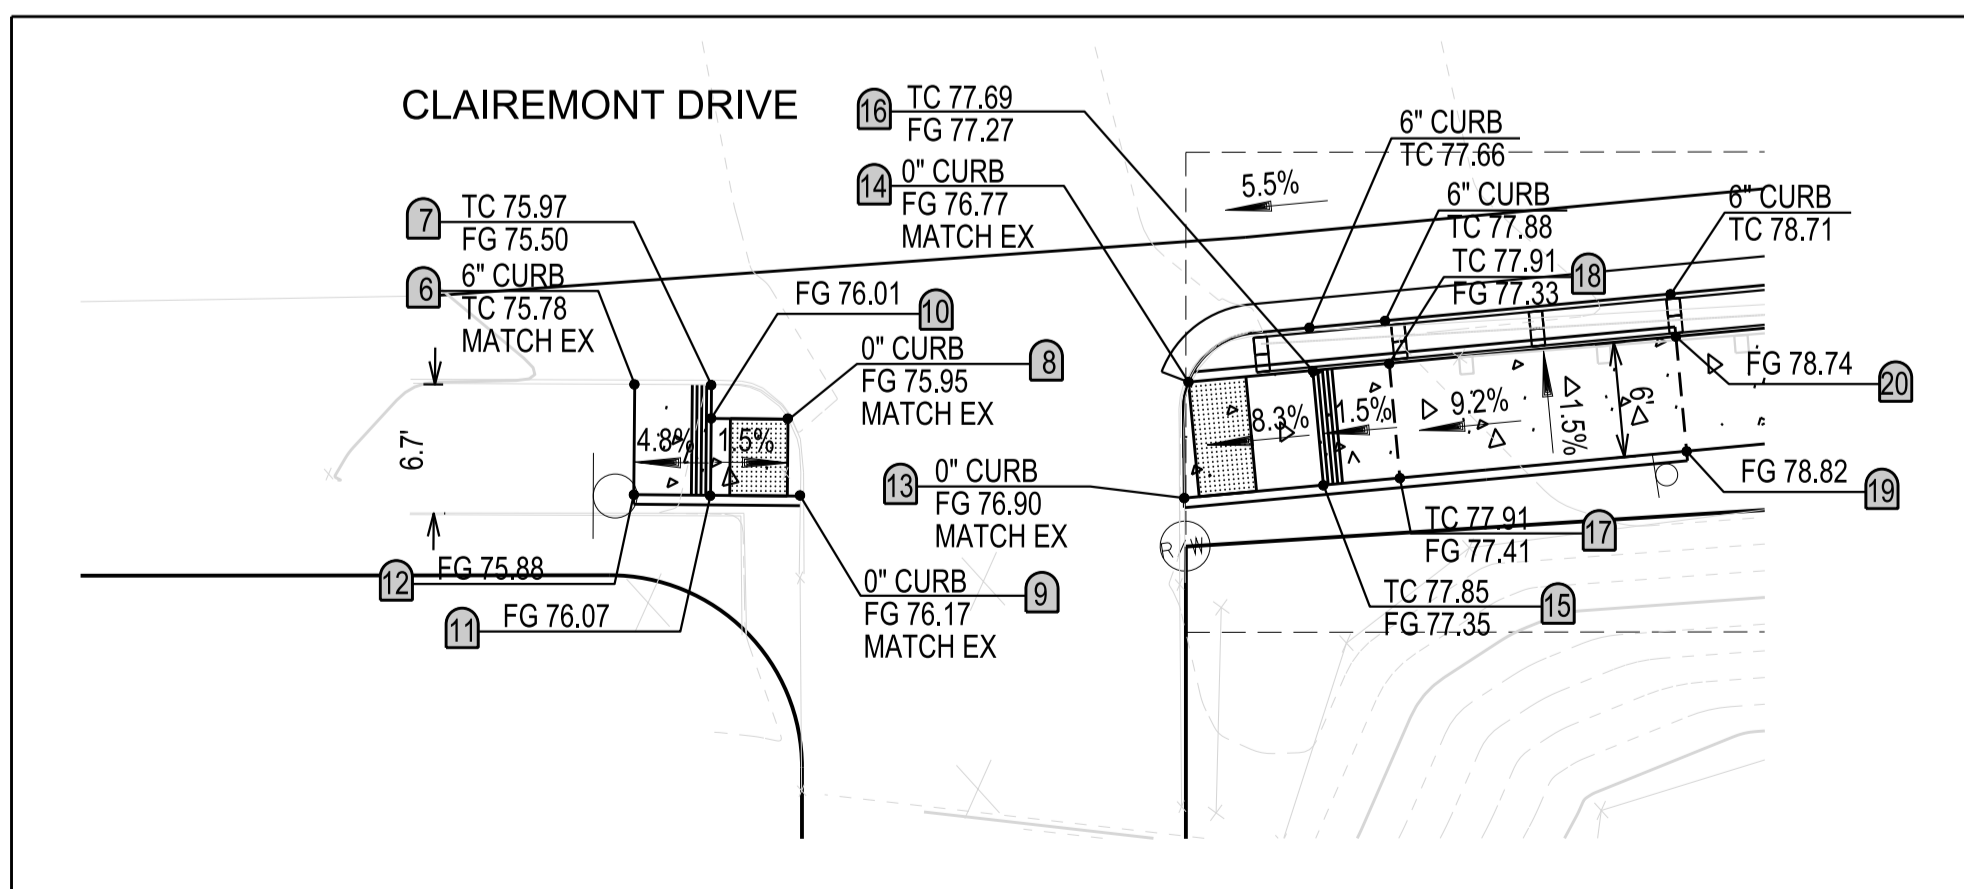 CLAIREMONT DRIVE
16
TC 77.69
FG 77.27
14
0" CURB
FG 76.77
MATCH EX
7
TC 75.97
FG 75.50
6
6" CURB
TC 75.78
MATCH EX
FG 76.01
10
0" CURB
FG 75.95
MATCH EX
8
6" CURB
TC 77.66
5.5%
6" CURB
TC 77.88
TC 77.91
FG 77.33
18
6" CURB
TC 78.71
FG 78.74
20
6.7'
4.8%
1.5%
8.3%
1.5%
9.2%
1.5%
6'
13
0" CURB
FG 76.90
MATCH EX
FG 78.82
19
R/W
TC 77.91
FG 77.41
17
12
FG 75.88
11
FG 76.07
0" CURB
FG 76.17
MATCH EX
9
TC 77.85
FG 77.35
15